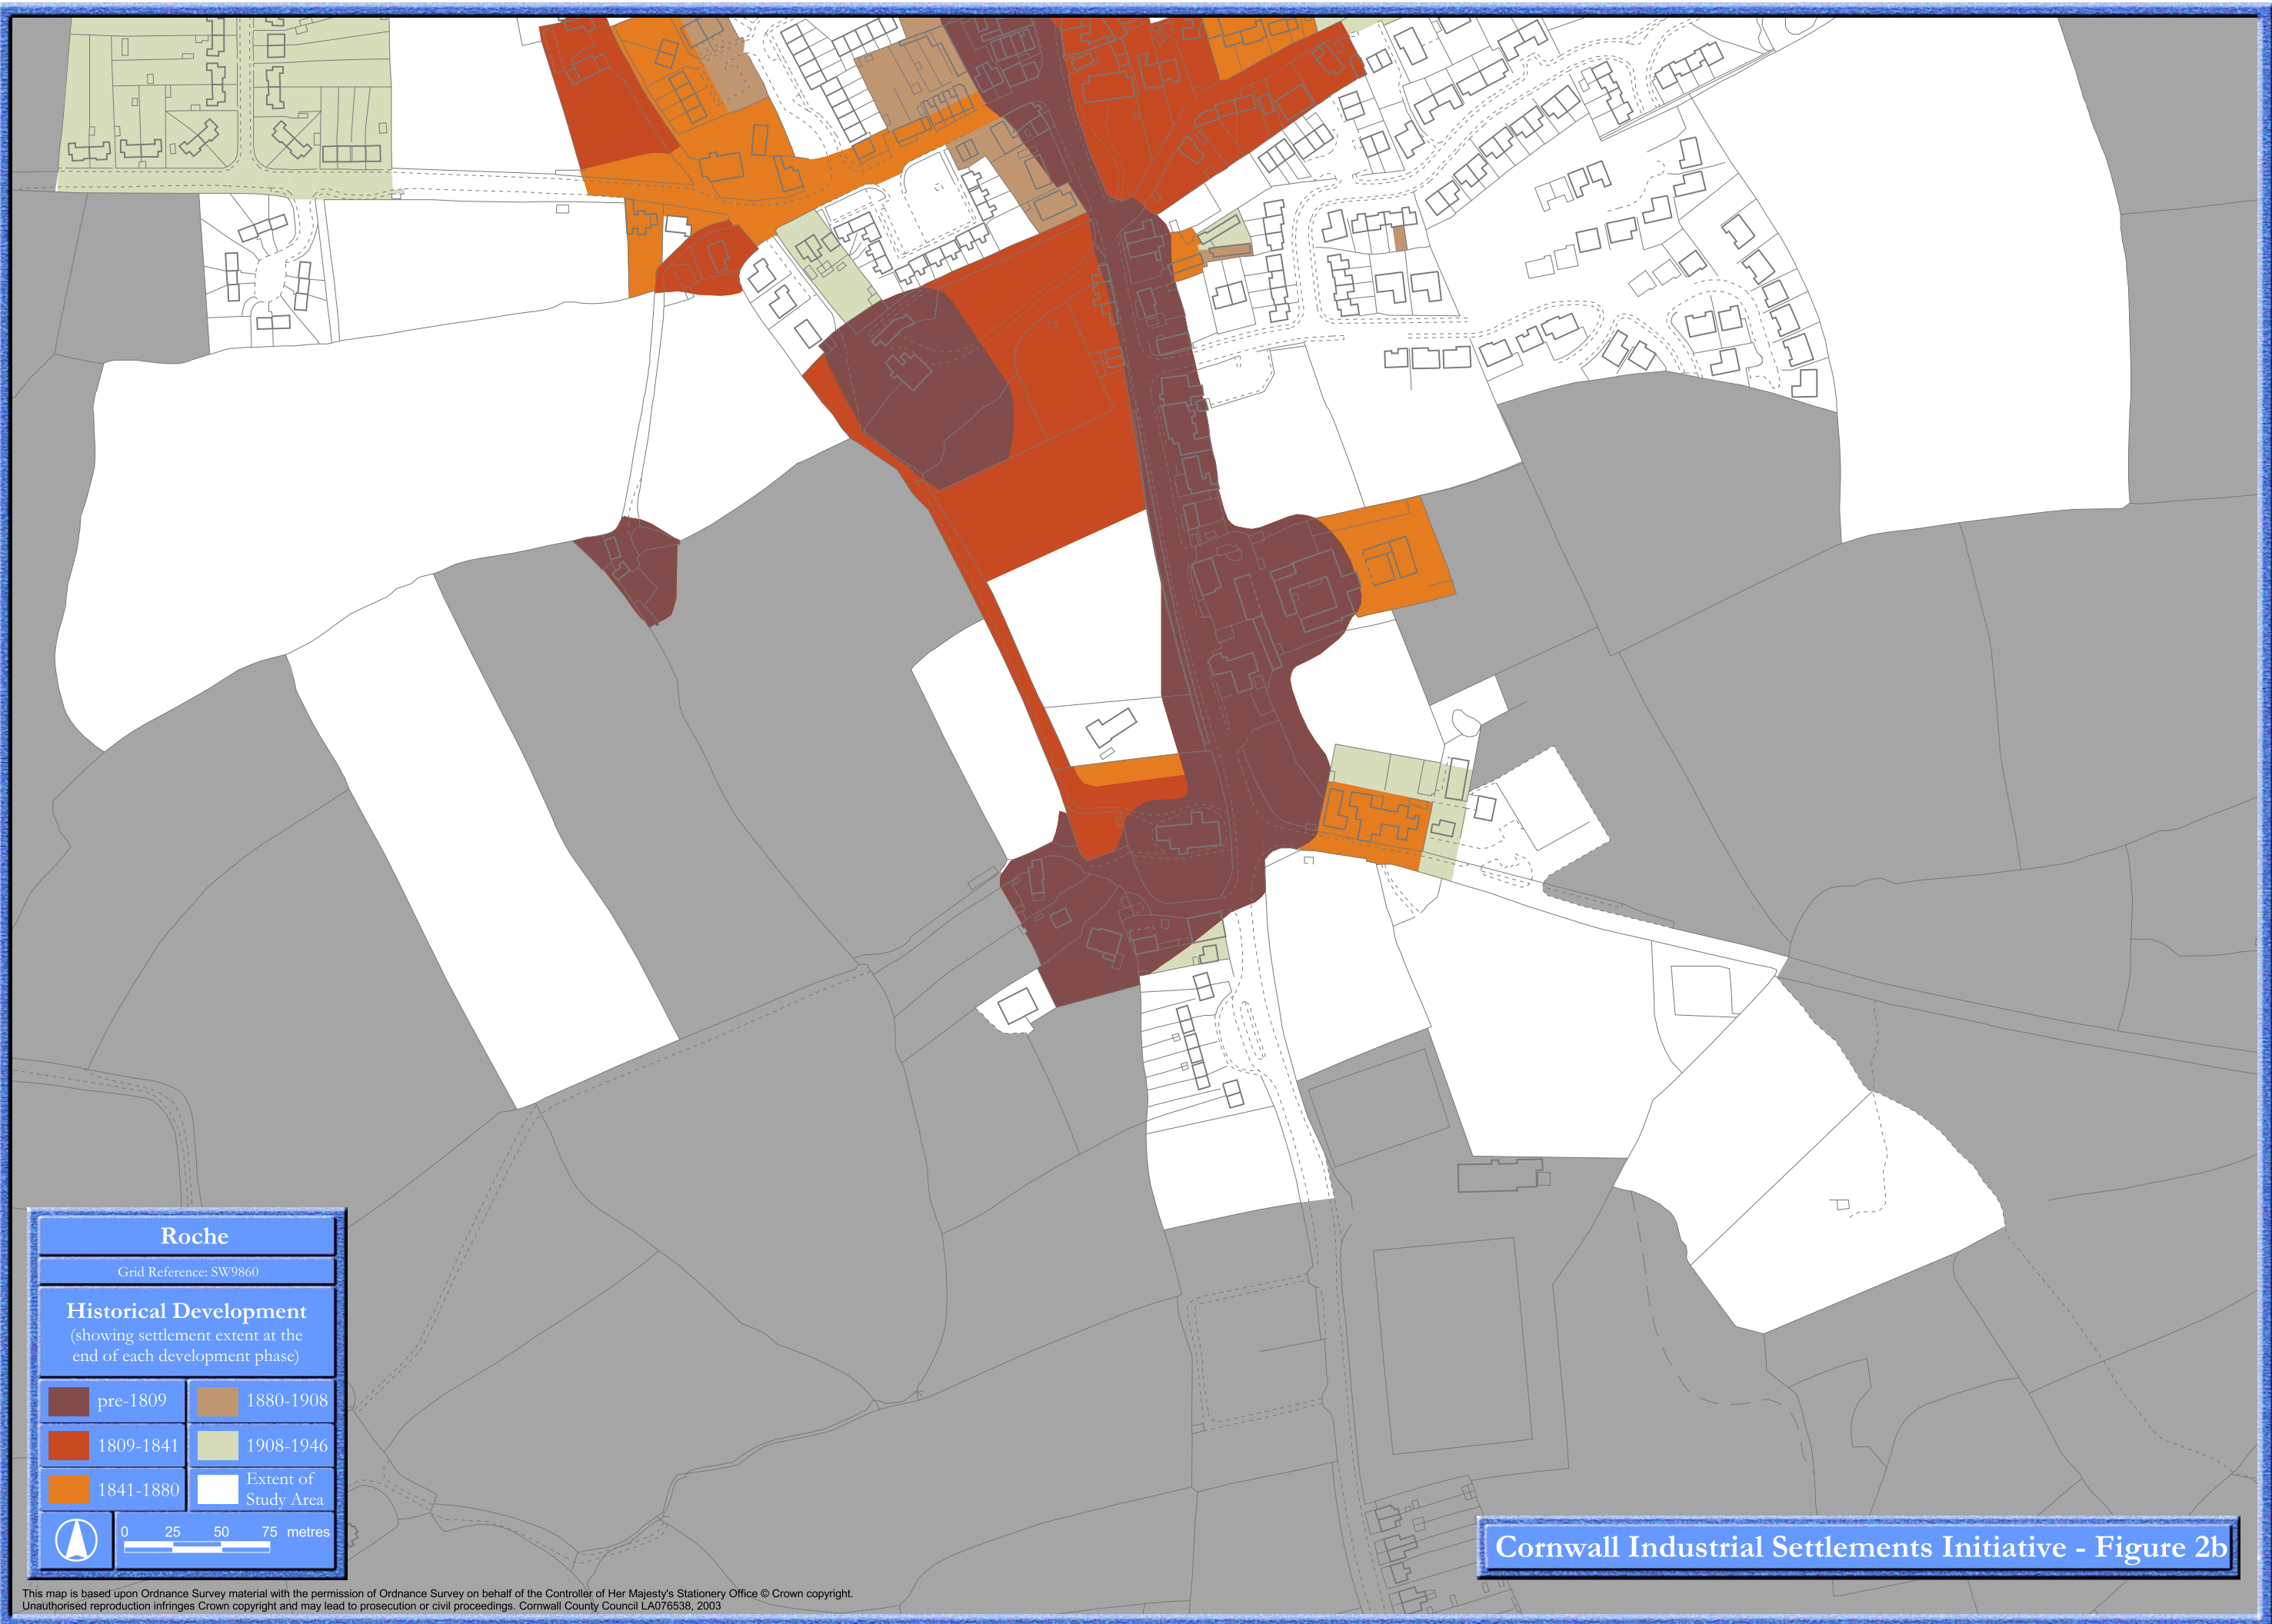 Roche
Grid Reference: SW9860
Historical Development
(showing settlement extent at the
end of each development phase)
pre-1809
1880-1908
1809-1841
1908-1946
1841-1880
Extent of
Study Area
0 25 50 75 metres
Cornwall Industrial Settlements Initiative - Figure 2b
This map is based upon Ordnance Survey material with the permission of Ordnance Survey on behalf of the Controller of Her Majesty's Stationery Office © Crown copyright.
Unauthorised reproduction infringes Crown copyright and may lead to prosecution or civil proceedings. Cornwall County Council LA076538, 2003